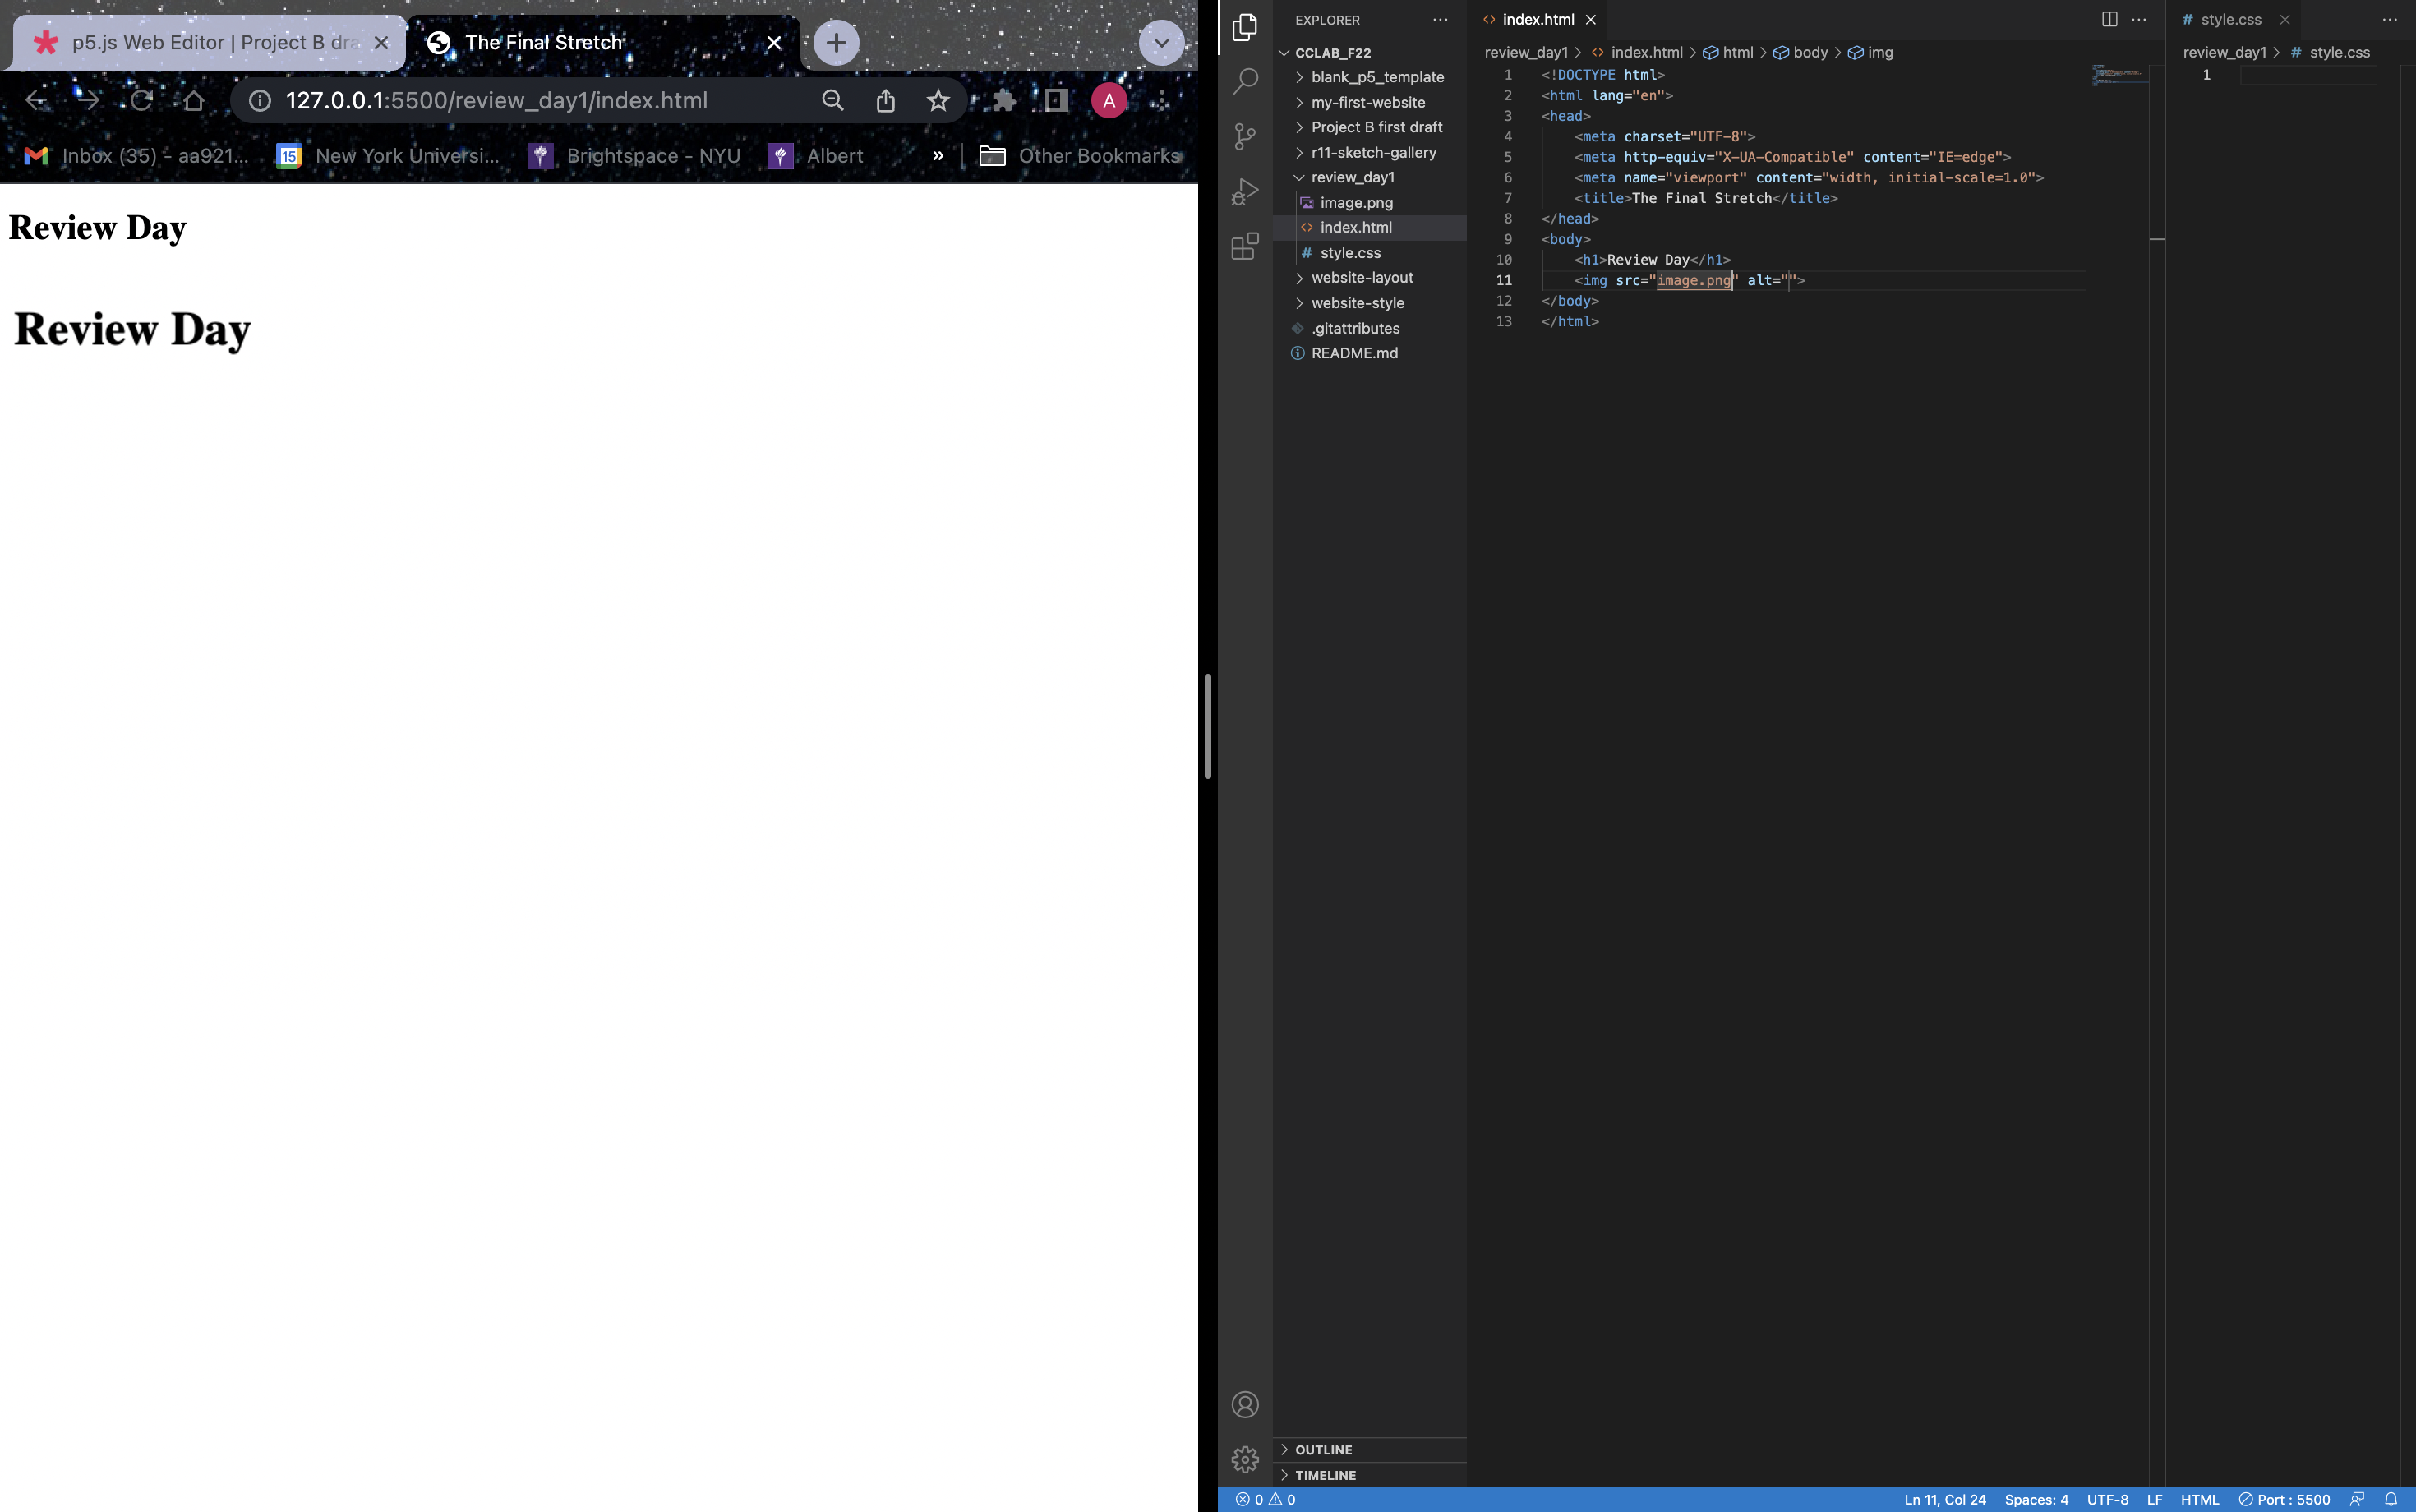 p5.js Web Editor | Project B dra
The Final Stretch
127.0.0.1:5500/review_day1/index.html
A
Inbox (35) - aa921...
15
New York Universi...
Brightspace - NYU
Albert
»
Other Bookmarks
Review Day
Review Day
EXPLORER
CCLAB_F22
blank_p5_template
my-first-website
Project B first draft
r11-sketch-gallery
review_day1
image.png
index.html
style.css
website-layout
website-style
.gitattributes
README.md
OUTLINE
TIMELINE
index.html
review_day1 > index.html > html > body > img
1 <!DOCTYPE html>
2 <html lang="en">
3 <head>
4 <meta charset="UTF-8">
5 <meta http-equiv="X-UA-Compatible" content="IE=edge">
6 <meta name="viewport" content="width, initial-scale=1.0">
7 <title>The Final Stretch</title>
8 </head>
9 <body>
10 <h1>Review Day</h1>
11 <img src="image.png" alt="">
12 </body>
13 </html>
# style.css
review_day1 > # style.css
1
0 0
Ln 11, Col 24 Spaces: 4 UTF-8 LF HTML Port : 5500